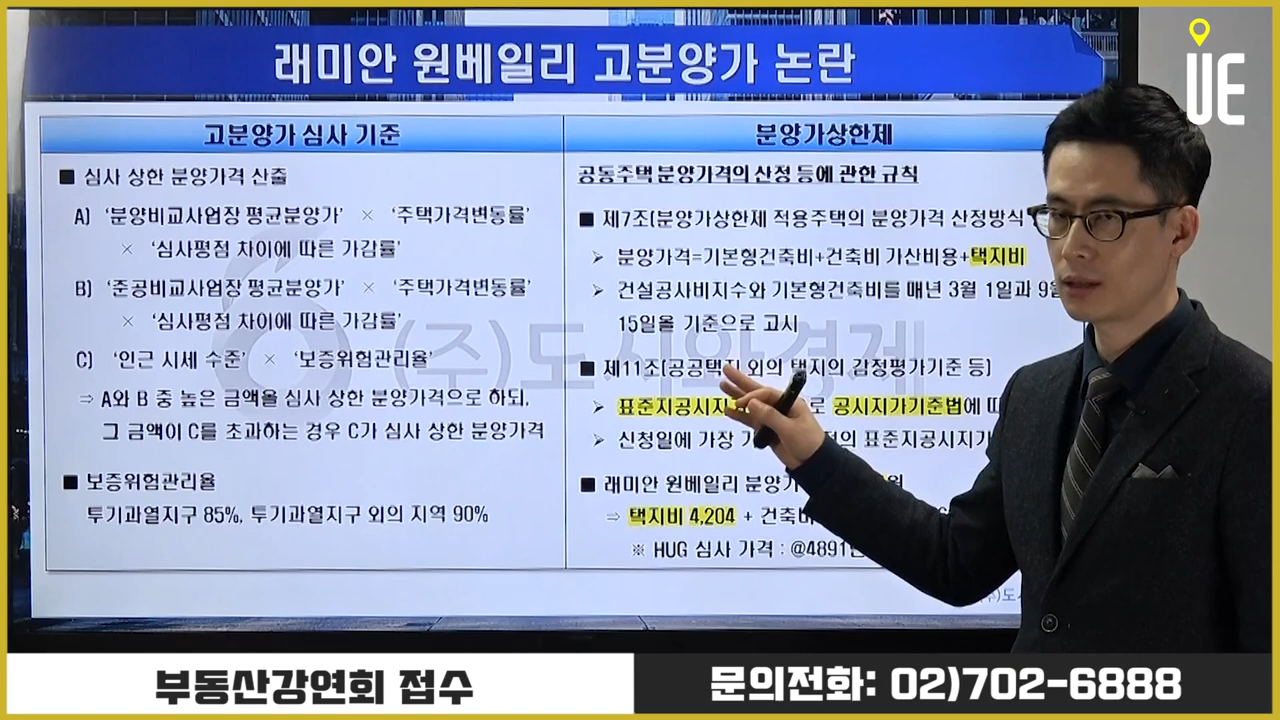 래미안 원베일리 고분양가 논란
UE
고분양가 심사 기준
■ 심사 상한 분양가격 산출
A) ‘분양비교사업장 평균분양가’ × ‘주택가격변동률’
× ‘심사평점 차이에 따른 가감률’
B) ‘준공비교사업장 평균분양가’ × ‘주택가격변동률’
× ‘심사평점 차이에 따른 가감률’
C) ‘인근 시세 수준’ × ‘보증위험관리율’
⇒ A와 B 중 높은 금액을 심사 상한 분양가격으로 하되,
그 금액이 C를 초과하는 경우 C가 심사 상한 분양가격
■ 보증위험관리율
투기과열지구 85%, 투기과열지구 외의 지역 90%
분양가상한제
공동주택 분양가격의 산정 등에 관한 규칙
■ 제7조(분양가상한제 적용주택의 분양가격 산정방식
➢ 분양가격=기본형건축비+건축비 가산비용+택지비
➢ 건설공사비지수와 기본형건축비를 매년 3월 1일과 9
15일을 기준으로 고시
■ 제11조(공공택지 외의 택지의 감정평가기준 등)
➢ 표준지공시지 로 공시지가기준법에
➢ 신청일에 가장 의 표준지공시지가
■ 래미안 원베일리 분양가 원
⇒ 택지비 4,204 + 건축비
※ HUG 심사 가격 : @4891
(주)도시와경제
부동산강연회 접수
문의전화: 02)702-6888